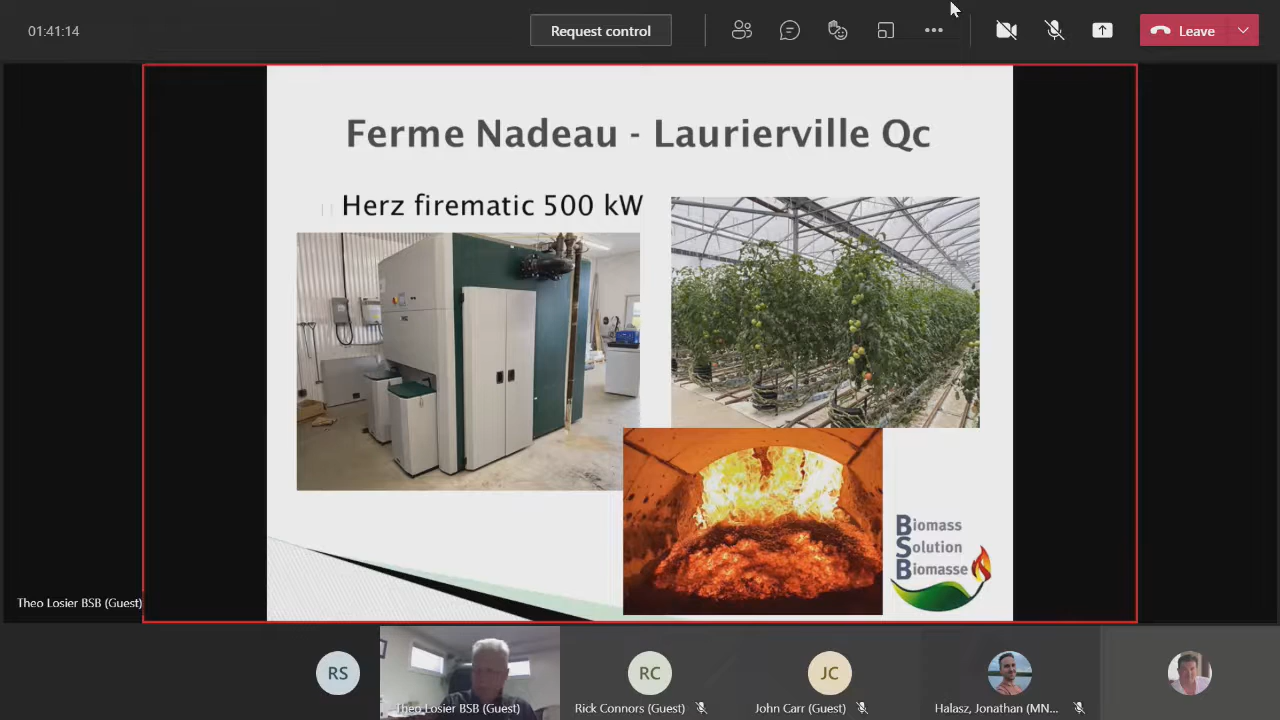 01:41:14
Request control
Leave
Ferme Nadeau - Laurierville Qc
Herz firematic 500 kW
Biomass
Solution
Biomasse
Theo Losier BSB (Guest)
RS
RC
JC
Theo Losier BSB (Guest)
Rick Connors (Guest)
John Carr (Guest)
Halasz, Jonathan (MN...